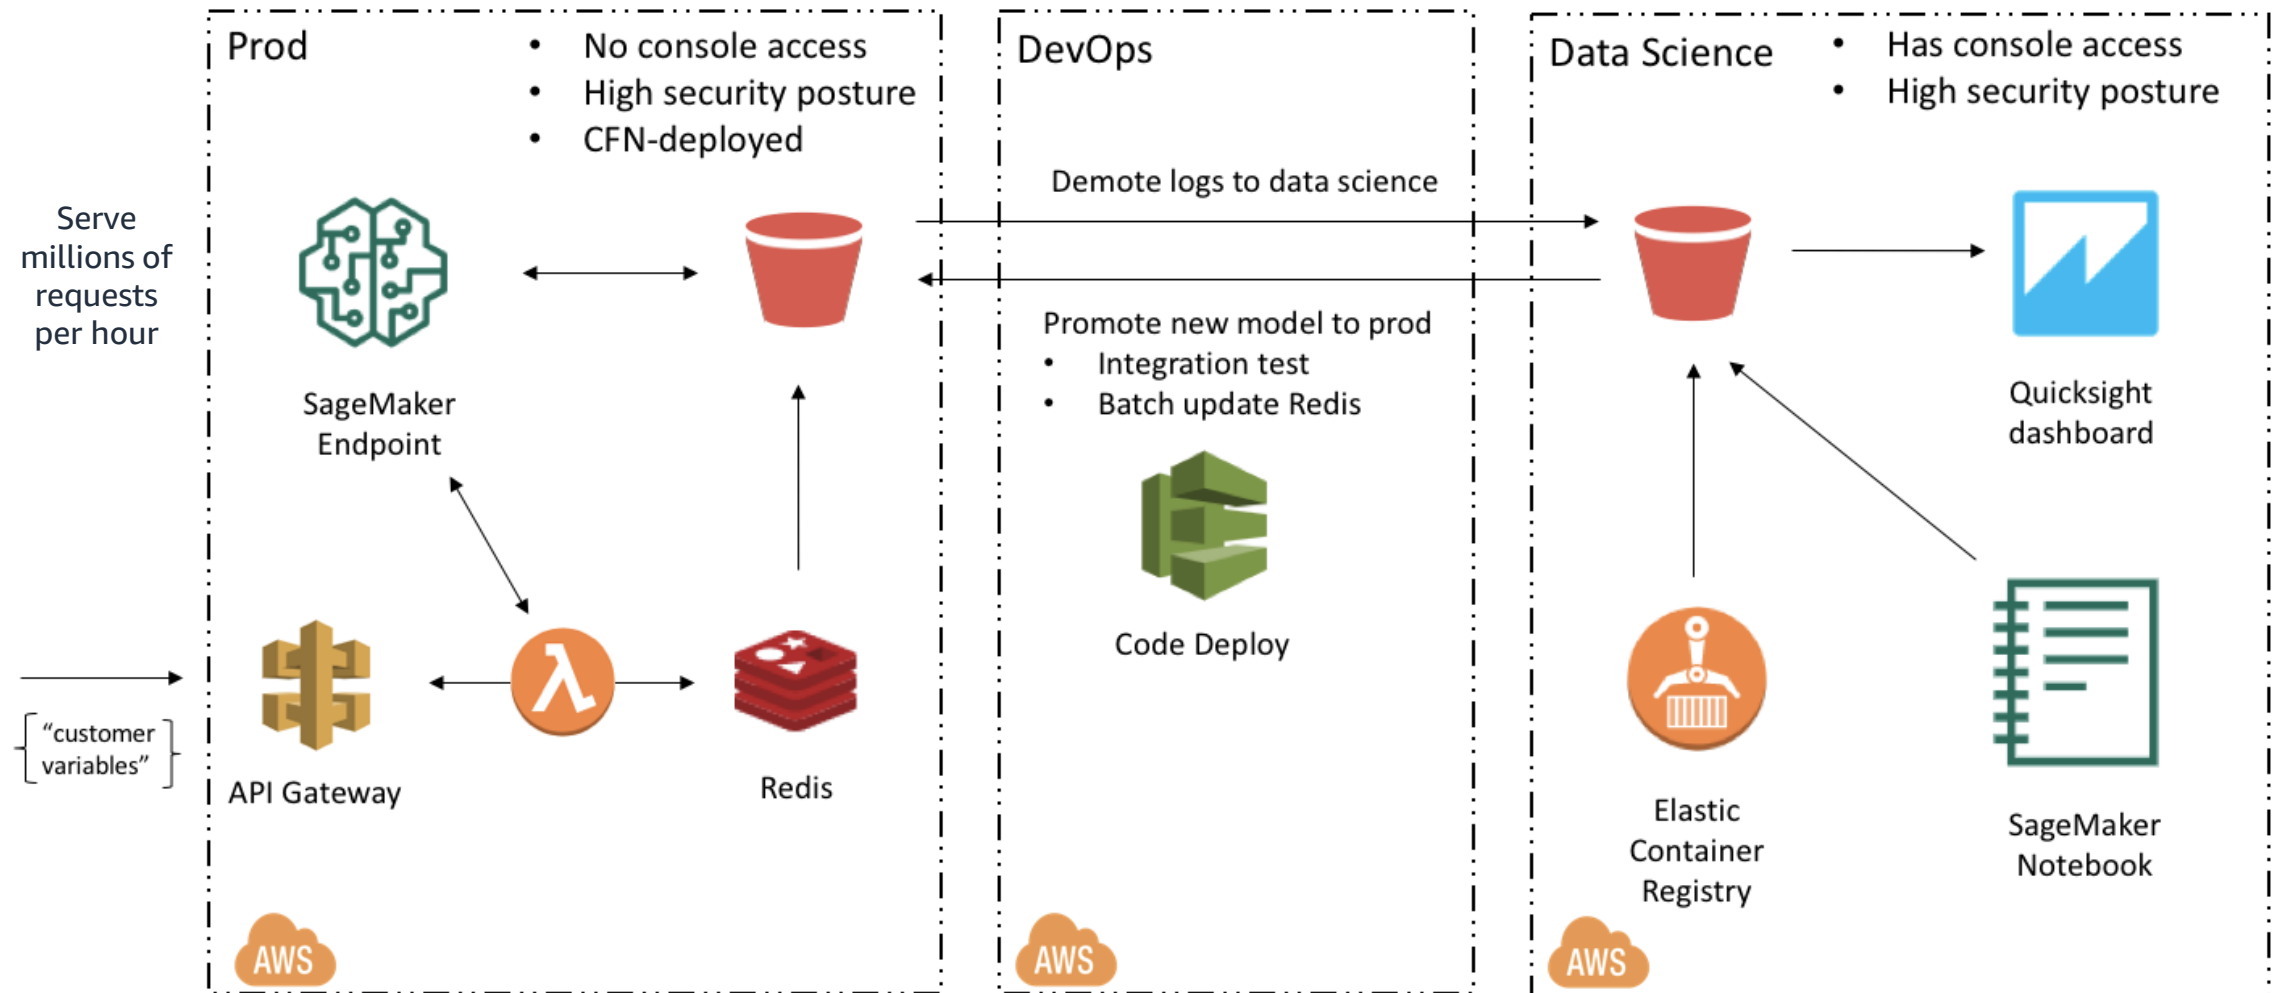 Prod
• No console access
• High security posture
• CFN-deployed
Serve
millions of
requests
per hour
SageMaker
Endpoint
“customer
variables”
API Gateway
Redis
AWS
DevOps
Demote logs to data science
Promote new model to prod
• Integration test
• Batch update Redis
Code Deploy
AWS
Data Science
• Has console access
• High security posture
Quicksight
dashboard
Elastic
Container
Registry
SageMaker
Notebook
AWS